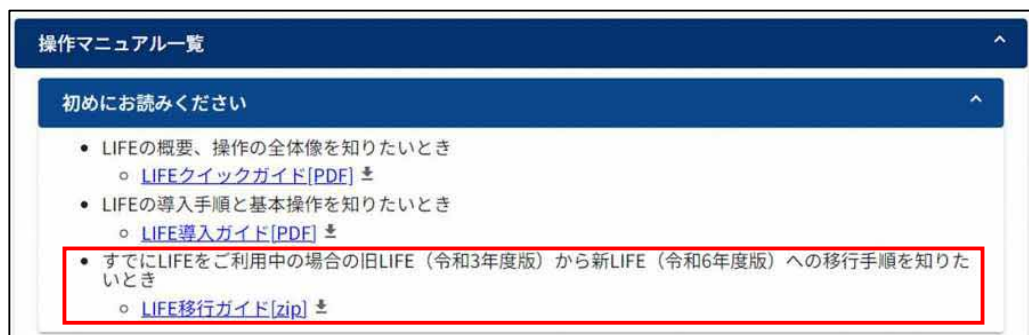 操作マニュアル一覧
初めにお読みください
LIFEの概要、操作の全体像を知りたいとき
LIFEクイックガイド[PDF]
LIFEの導入手順と基本操作を知りたいとき
LIFE導入ガイド[PDF]
すでにLIFEをご利用中の場合の旧LIFE（令和3年度版）から新LIFE（令和6年度版）への移行手順を知りた
いとき
LIFE移行ガイド[zip]